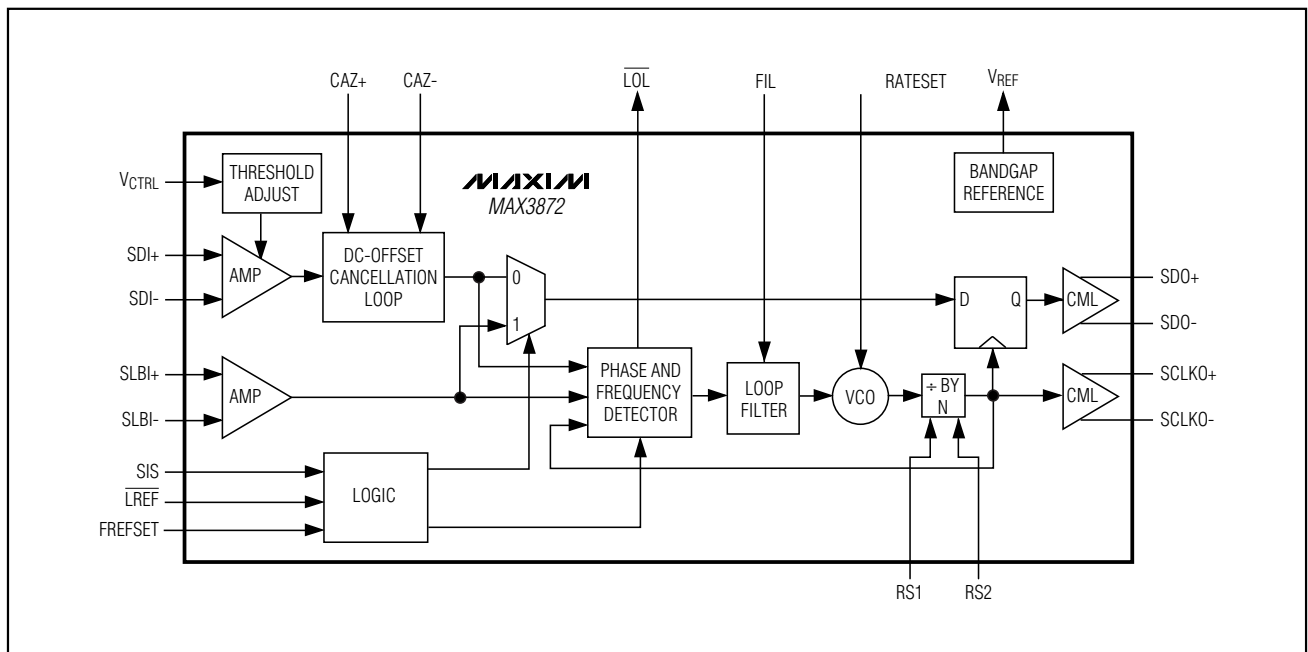 CAZ+
CAZ-
LOL
FIL
RATESET
VREF
VCTRL
THRESHOLD
ADJUST
MAXIM
MAX3872
BANDGAP
REFERENCE
SDI+
SDI-
AMP
DC-OFFSET
CANCELLATION
LOOP
0
1
D
Q
CML
SDO+
SDO-
SLBI+
SLBI-
AMP
PHASE AND
FREQUENCY
DETECTOR
LOOP
FILTER
VCO
÷ BY
N
CML
SCLKO+
SCLKO-
SIS
LREF
FREFSET
LOGIC
RS1
RS2